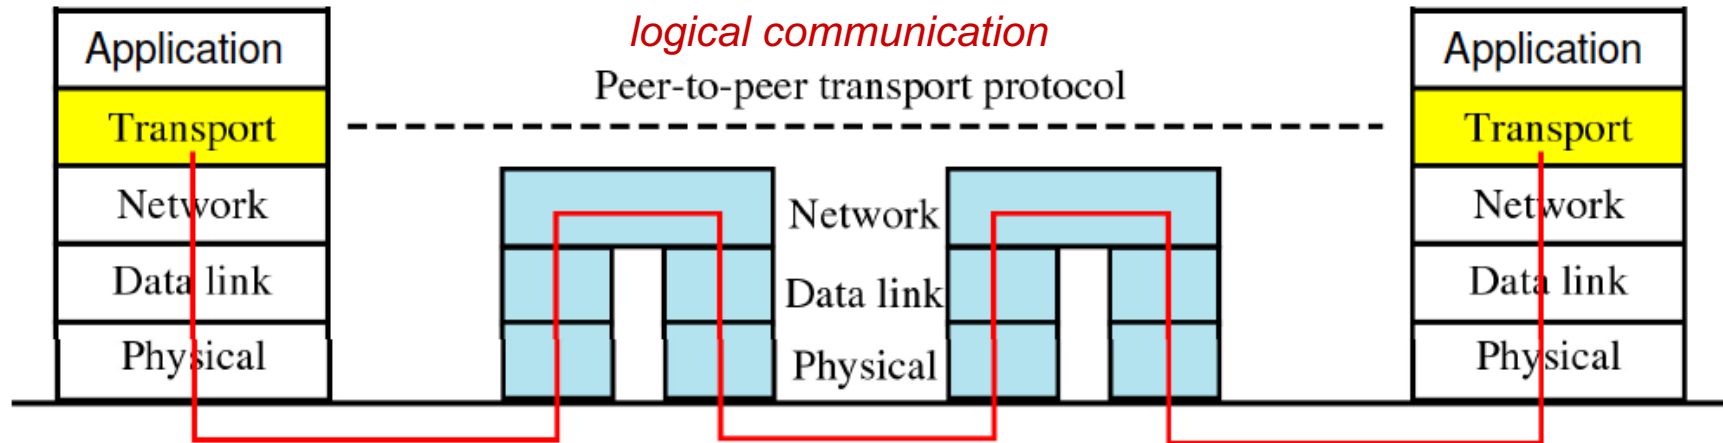 logical communication
Peer-to-peer transport protocol
Application
Transport
Network
Data link
Physical
Network
Data link
Physical
Application
Transport
Network
Data link
Physical